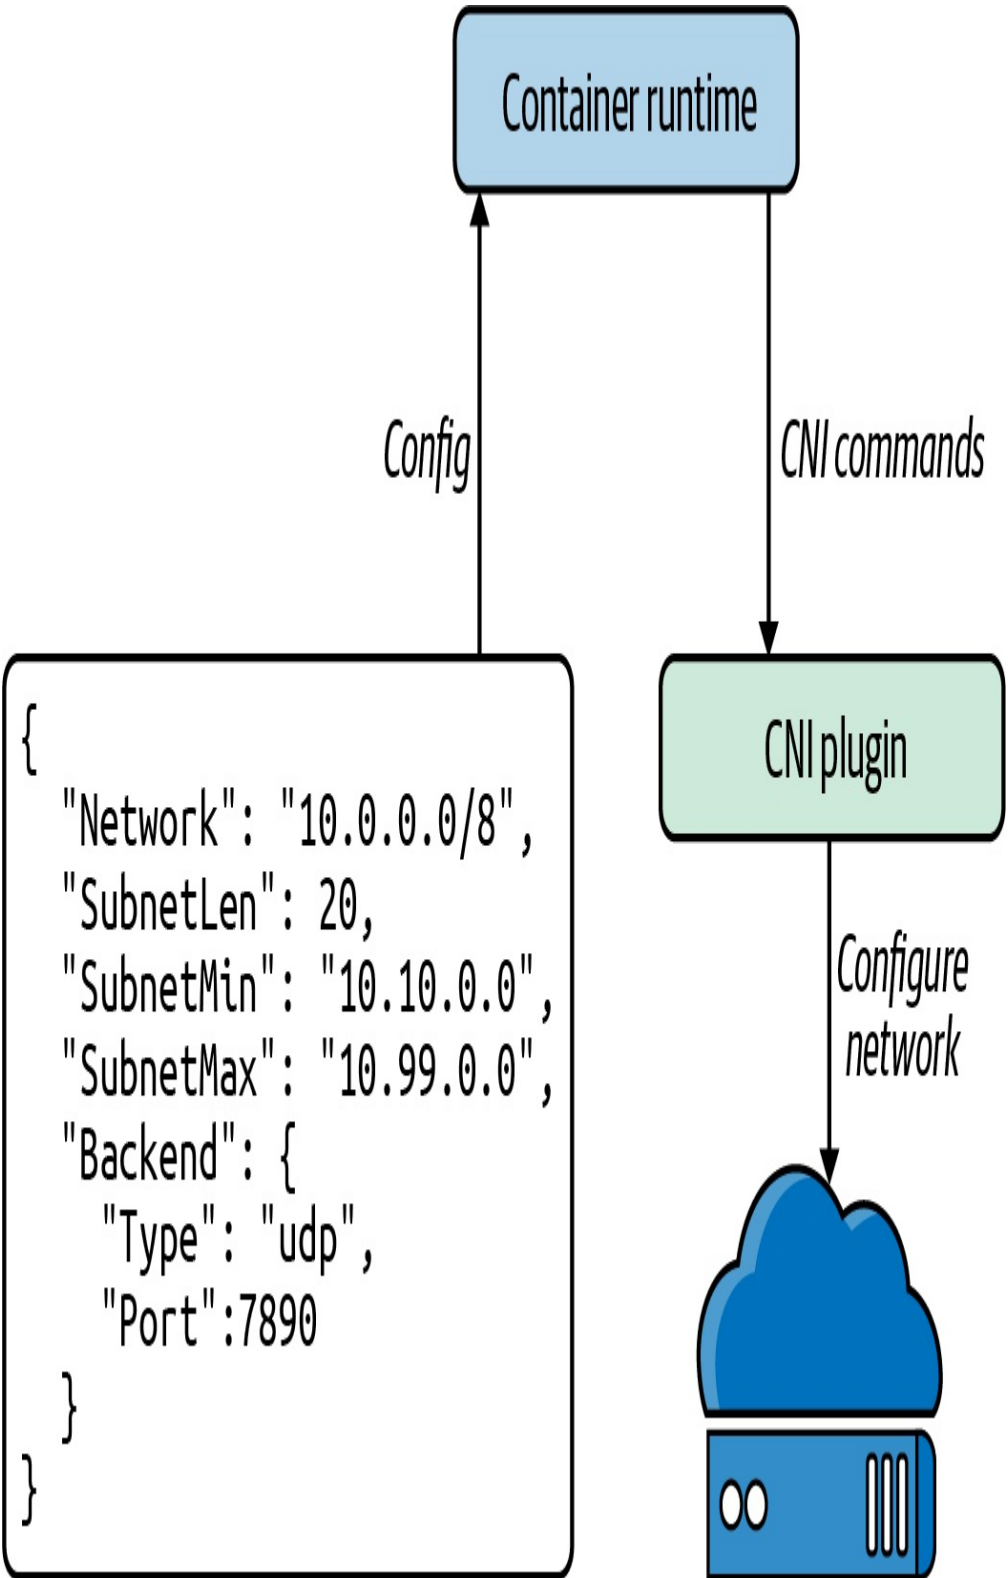 Container runtime
Config
CNI commands
{
"Network": "10.0.0.0/8",
"SubnetLen": 20,
"SubnetMin": "10.10.0.0",
"SubnetMax": "10.99.0.0",
"Backend": {
"Type": "udp",
"Port":7890
}
}
CNI plugin
Configure
network